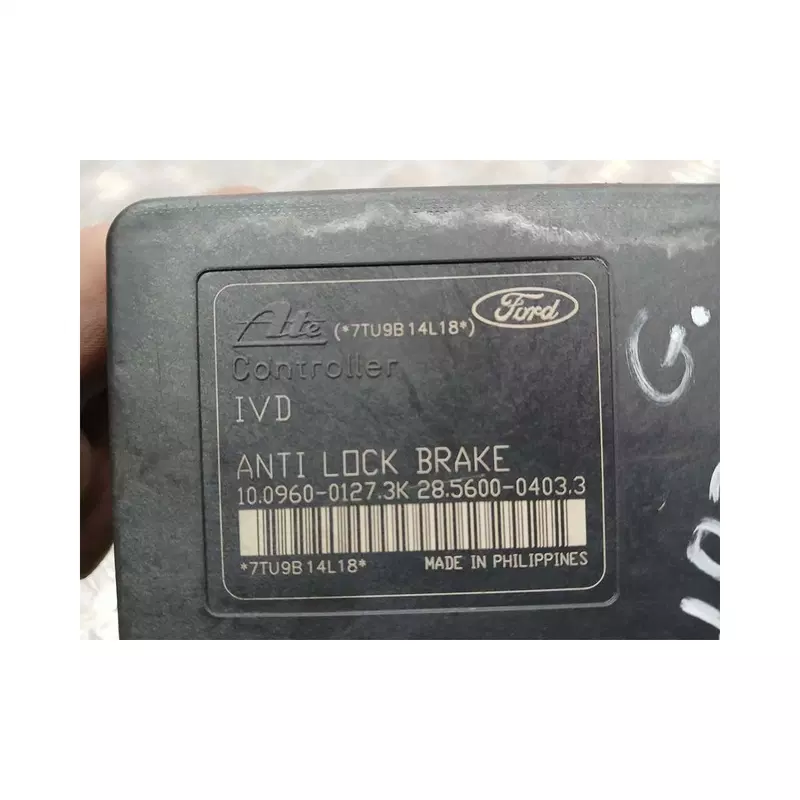 Ate (*7TU9B14L18*) Ford
Controller
IVD
ANTI LOCK BRAKE
10.0960-0127.3K 28.5600-0403.3
*7TU9B14L18* MADE IN PHILIPPINES
G.